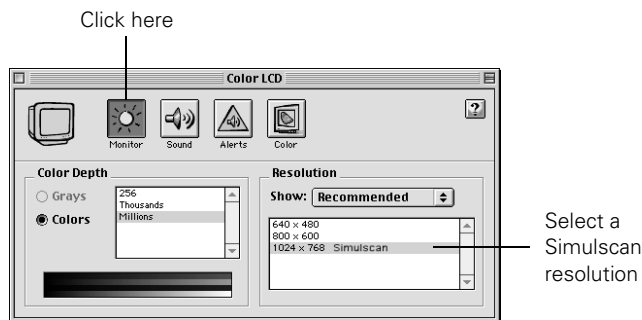 Click here
Color LCD
Monitor Sound Alerts Color
?
Color Depth
Grays
Colors
256
Thousands
Millions
Resolution
Show: Recommended
640 x 480
800 x 600
1024 x 768 Simulscan
Select a
Simulscan
resolution